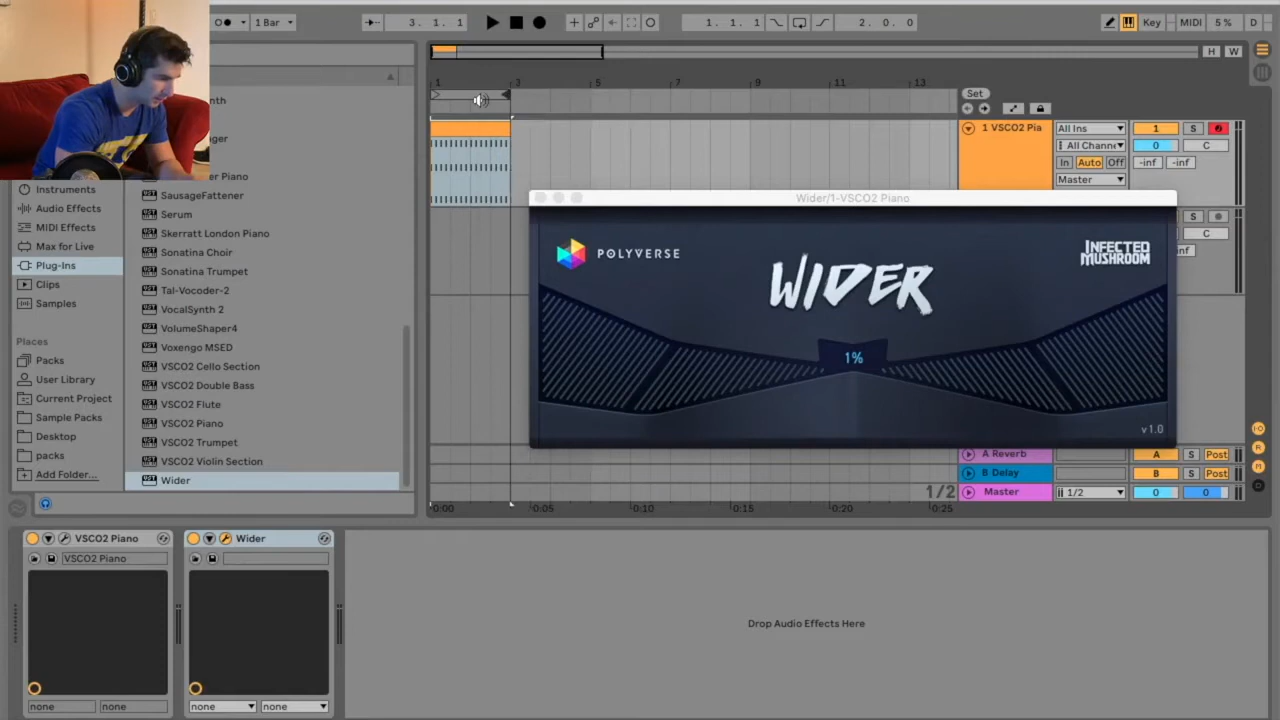 1 Bar
3. 1. 1
1. 1. 1
2. 0. 0
Key
MIDI
5 %
D
H
W
1
3
5
7
9
11
13
Set
1 VSCO2 Pia
All Ins
1
S
All Channe
0
C
In
Auto
Off
-inf
-inf
Master
S
C
inf
Wider/1-VSCO2 Piano
POLYVERSE
WIDER
INFECTED
MUSHROOM
1%
v 1.0
Instruments
Audio Effects
MIDI Effects
Max for Live
Plug-Ins
Clips
Samples
Places
Packs
User Library
Current Project
Sample Packs
Desktop
packs
Add Folder...
nth
ger
er Piano
SausageFattener
Serum
Skerratt London Piano
Sonatina Choir
Sonatina Trumpet
Tal-Vocoder-2
VocalSynth 2
VolumeShaper4
Voxengo MSED
VSCO2 Cello Section
VSCO2 Double Bass
VSCO2 Flute
VSCO2 Piano
VSCO2 Trumpet
VSCO2 Violin Section
Wider
A Reverb
A
S
Post
B Delay
B
S
Post
1/2
Master
1/2
0
0
0:00
0:05
0:10
0:15
0:20
0:25
I·O
R
M
D
VSCO2 Piano
VSCO2 Piano
none
none
Wider
none
none
Drop Audio Effects Here